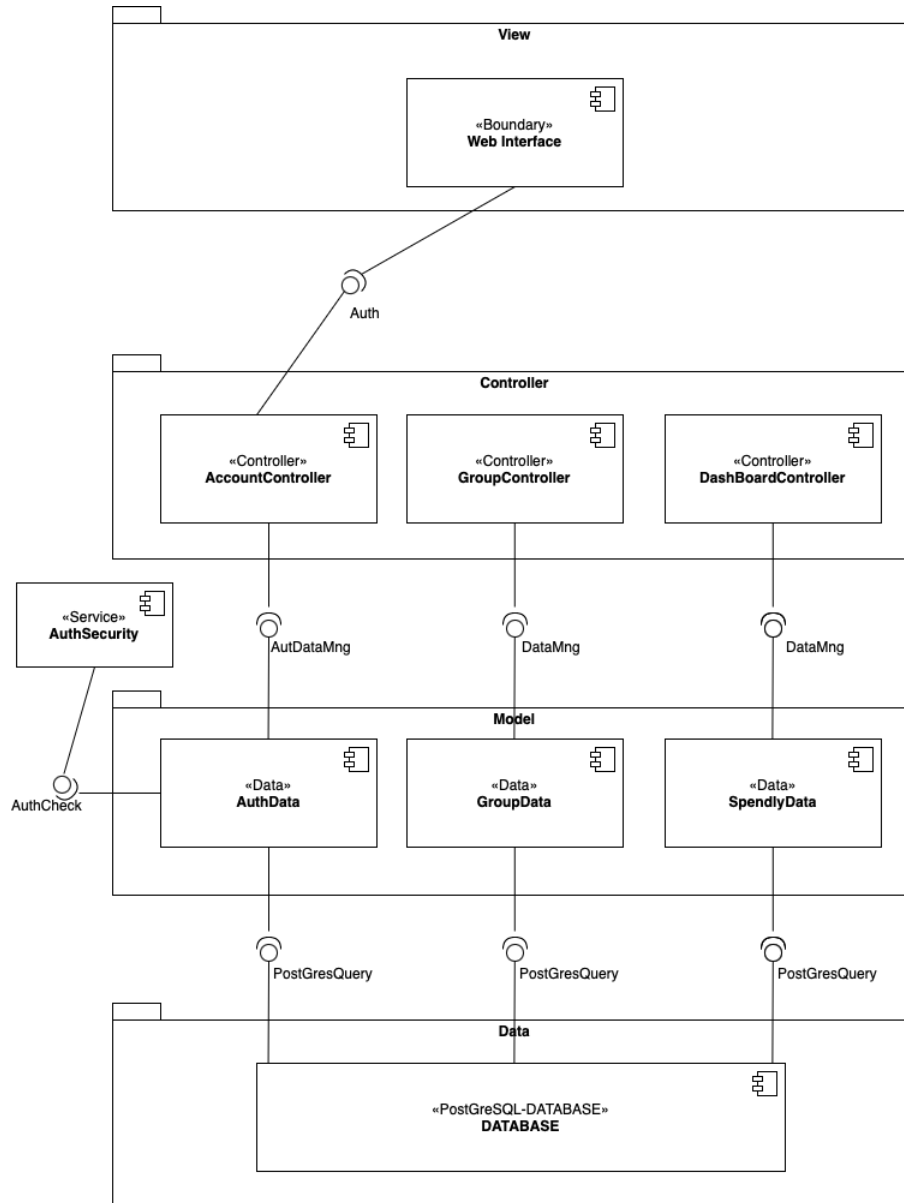 View
«Boundary»
Web Interface
Auth
Controller
«Controller»
AccountController
«Controller»
GroupController
«Controller»
DashBoardController
«Service»
AuthSecurity
AutDataMng
DataMng
DataMng
Model
«Data»
AuthData
«Data»
GroupData
«Data»
SpendlyData
AuthCheck
PostGresQuery
PostGresQuery
PostGresQuery
Data
«PostGreSQL-DATABASE»
DATABASE